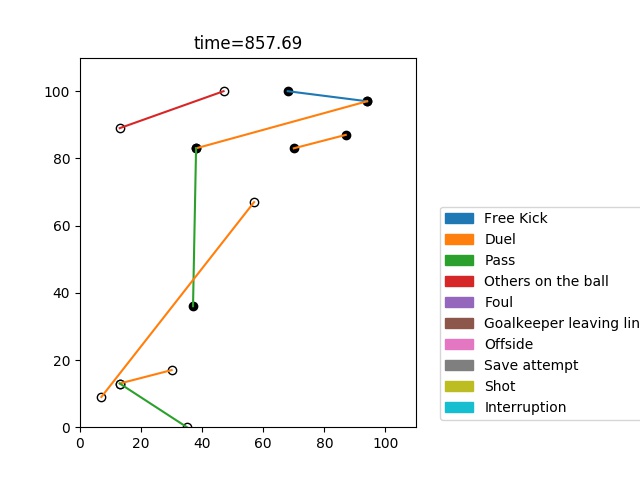 time=857.69
100
80
60
40
20
0
0 20 40 60 80 100
Free Kick
Duel
Pass
Others on the ball
Foul
Goalkeeper leaving lin
Offside
Save attempt
Shot
Interruption